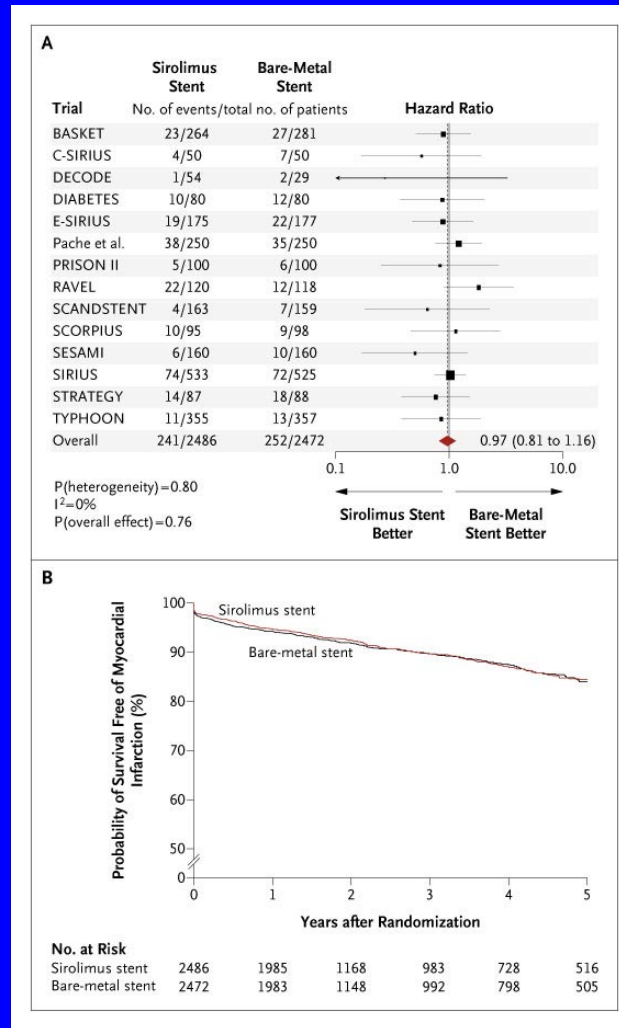 A
Sirolimus Stent
Bare-Metal Stent
Trial No. of events/total no. of patients Hazard Ratio
BASKET 23/264 27/281
C-SIRIUS 4/50 7/50
DECODE 1/54 2/29
DIABETES 10/80 12/80
E-SIRIUS 19/175 22/177
Pache et al. 38/250 35/250
PRISON II 5/100 6/100
RAVEL 22/120 12/118
SCANDSTENT 4/163 7/159
SCORPIUS 10/95 9/98
SESAMI 6/160 10/160
SIRIUS 74/533 72/525
STRATEGY 14/87 18/88
TYPHOON 11/355 13/357
Overall 241/2486 252/2472 0.97 (0.81 to 1.16)
0.1 1.0 10.0
P(heterogeneity)=0.80
I²=0%
P(overall effect)=0.76
Sirolimus Stent Better
Bare-Metal Stent Better
B
Probability of Survival Free of Myocardial Infarction (%)
100
90
80
70
60
50
0
Sirolimus stent
Bare-metal stent
0 1 2 3 4 5
Years after Randomization
No. at Risk
Sirolimus stent 2486 1985 1168 983 728 516
Bare-metal stent 2472 1983 1148 992 798 505